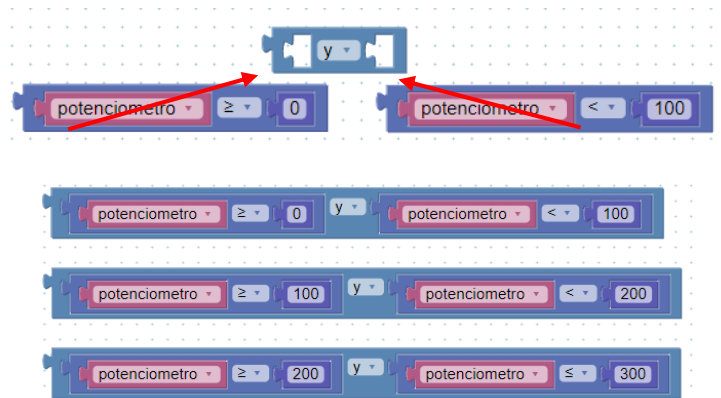 y
potenciometro ≥ 0
potenciometro < 100
potenciometro ≥ 0 y potenciometro < 100
potenciometro ≥ 100 y potenciometro < 200
potenciometro ≥ 200 y potenciometro ≤ 300